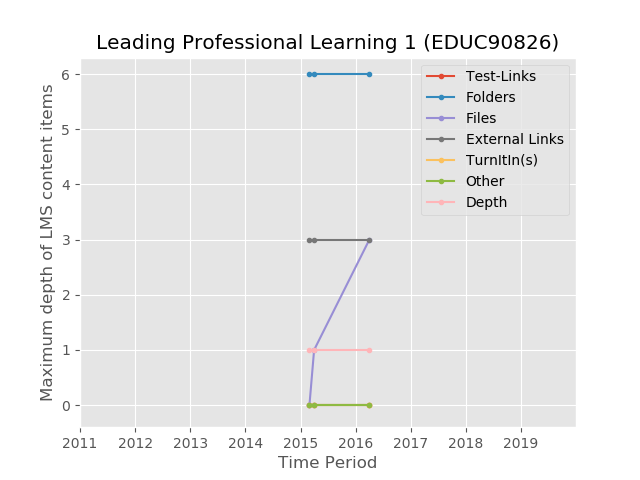 Leading Professional Learning 1 (EDUC90826)
Maximum depth of LMS content items
6
5
4
3
2
1
0
Test-Links
Folders
Files
External Links
TurnItIn(s)
Other
Depth
2011 2012 2013 2014 2015 2016 2017 2018 2019
Time Period